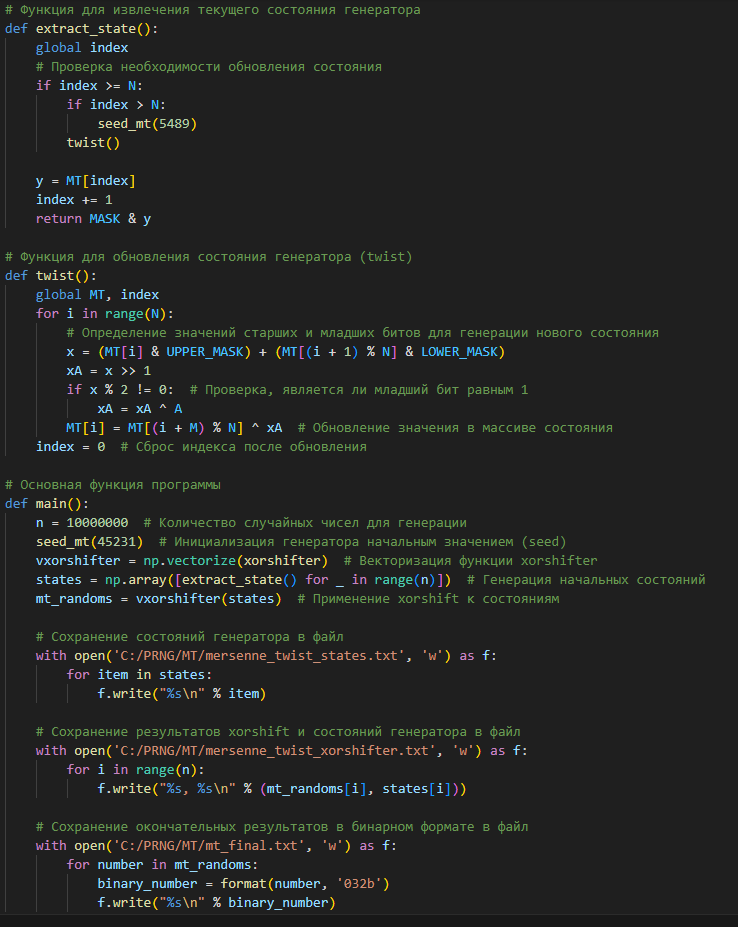 # Функция для извлечения текущего состояния генератора
def extract_state():
    global index
    # Проверка необходимости обновления состояния
    if index >= N:
        if index > N:
            seed_mt(5489)
        twist()

    y = MT[index]
    index += 1
    return MASK & y

# Функция для обновления состояния генератора (twist)
def twist():
    global MT, index
    for i in range(N):
        # Определение значений старших и младших битов для генерации нового состояния
        x = (MT[i] & UPPER_MASK) + (MT[(i + 1) % N] & LOWER_MASK)
        xA = x >> 1
        if x % 2 != 0:  # Проверка, является ли младший бит равным 1
            xA = xA ^ A
        MT[i] = MT[(i + M) % N] ^ xA  # Обновление значения в массиве состояния
    index = 0  # Сброс индекса после обновления

# Основная функция программы
def main():
    n = 10000000  # Количество случайных чисел для генерации
    seed_mt(45231)  # Инициализация генератора начальным значением (seed)
    vxorshifter = np.vectorize(xorshifter)  # Векторизация функции xorshifter
    states = np.array([extract_state() for _ in range(n)])  # Генерация начальных состояний
    mt_randoms = vxorshifter(states)  # Применение xorshift к состояниям

    # Сохранение состояний генератора в файл
    with open('C:/PRNG/MT/mersenne_twist_states.txt', 'w') as f:
        for item in states:
            f.write("%s\n" % item)

    # Сохранение результатов xorshift и состояний генератора в файл
    with open('C:/PRNG/MT/mersenne_twist_xorshifter.txt', 'w') as f:
        for i in range(n):
            f.write("%s, %s\n" % (mt_randoms[i], states[i]))

    # Сохранение окончательных результатов в бинарном формате в файл
    with open('C:/PRNG/MT/mt_final.txt', 'w') as f:
        for number in mt_randoms:
            binary_number = format(number, '032b')
            f.write("%s\n" % binary_number)